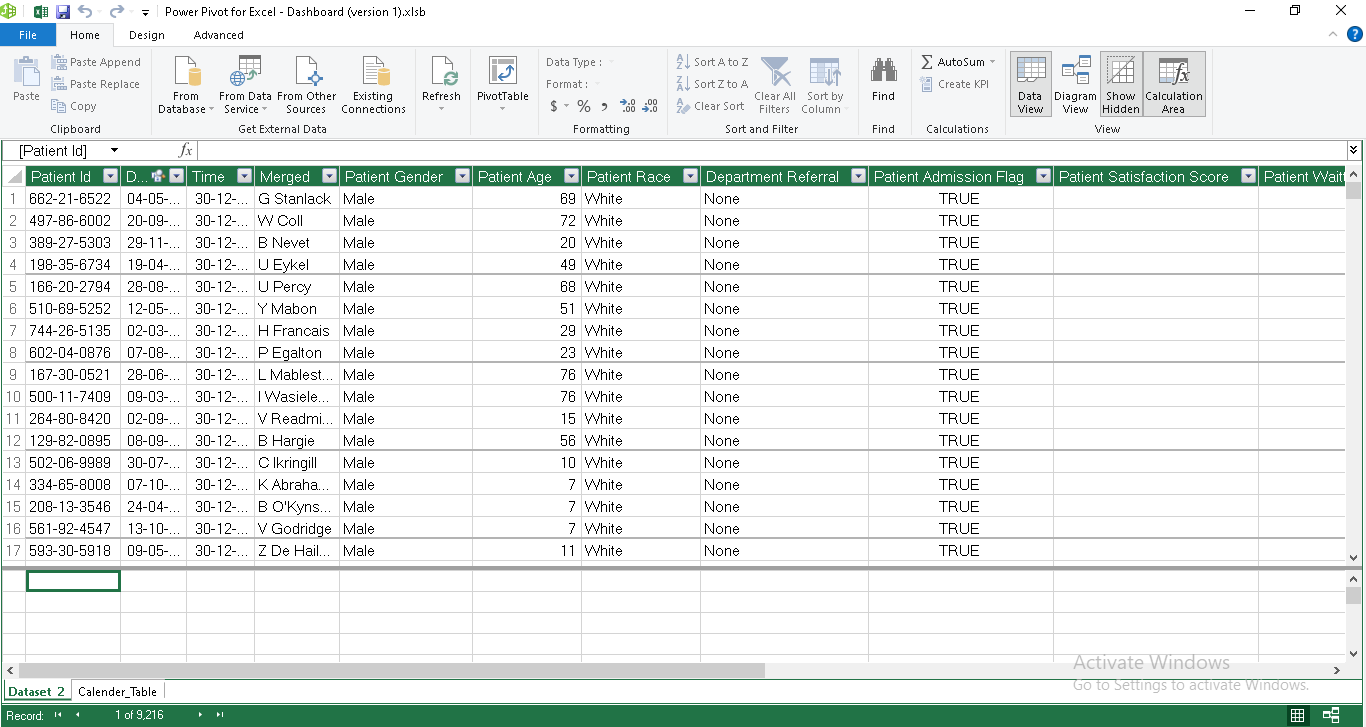 Power Pivot for Excel - Dashboard (version 1).xlsb
File Home Design Advanced
Paste Paste Append Paste Replace Copy
Clipboard
From Database From Data Service From Other Sources Existing Connections
Get External Data
Refresh
PivotTable
Data Type :
Format :
$ % , .00 .00
Formatting
Sort A to Z
Sort Z to A
Clear Sort
Clear All Filters
Sort by Column
Sort and Filter
Find
Find
AutoSum
Create KPI
Calculations
Data View
Diagram View
Show Hidden
Calculation Area
View
[Patient Id] fx
Patient Id D... Time Merged Patient Gender Patient Age Patient Race Department Referral Patient Admission Flag Patient Satisfaction Score Patient Wait
1 662-21-6522 04-05-... 30-12-... G Stanlack Male 69 White None TRUE
2 497-86-6002 20-09-... 30-12-... W Coll Male 72 White None TRUE
3 389-27-5303 29-11-... 30-12-... B Nevet Male 20 White None TRUE
4 198-35-6734 19-04-... 30-12-... U Eykel Male 49 White None TRUE
5 166-20-2794 28-08-... 30-12-... U Percy Male 68 White None TRUE
6 510-69-5252 12-05-... 30-12-... Y Mabon Male 51 White None TRUE
7 744-26-5135 02-03-... 30-12-... H Francais Male 29 White None TRUE
8 602-04-0876 07-08-... 30-12-... P Egalton Male 23 White None TRUE
9 167-30-0521 28-06-... 30-12-... L Mablest... Male 76 White None TRUE
10 500-11-7409 09-03-... 30-12-... I Wasiele... Male 76 White None TRUE
11 264-80-8420 02-09-... 30-12-... V Readmi... Male 15 White None TRUE
12 129-82-0895 08-09-... 30-12-... B Hargie Male 56 White None TRUE
13 502-06-9989 30-07-... 30-12-... C Ikringill Male 10 White None TRUE
14 334-65-8008 07-10-... 30-12-... K Abraha... Male 7 White None TRUE
15 208-13-3546 24-04-... 30-12-... B O'Kyns... Male 7 White None TRUE
16 561-92-4547 13-10-... 30-12-... V Godridge Male 7 White None TRUE
17 593-30-5918 09-05-... 30-12-... Z De Hail... Male 11 White None TRUE
Activate Windows
Go to Settings to activate Windows.
Dataset_2 Calender_Table
Record: 1 of 9,216